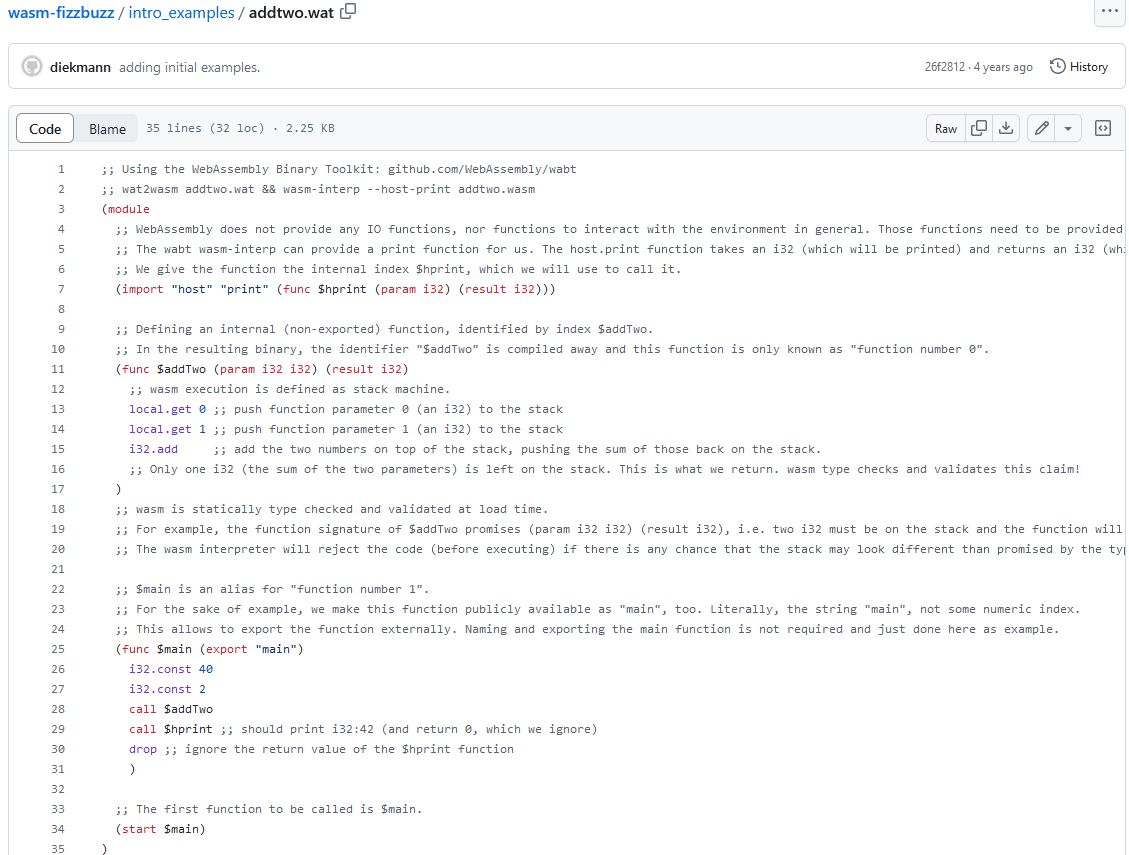 wasm-fizzbuzz / intro_examples / addtwo.wat
diekmann adding initial examples.
26f2812 · 4 years ago History
Code Blame 35 lines (32 loc) · 2.25 KB Raw
1 ;; Using the WebAssembly Binary Toolkit: github.com/WebAssembly/wabt
2 ;; wat2wasm addtwo.wat && wasm-interp --host-print addtwo.wasm
3 (module
4 ;; WebAssembly does not provide any IO functions, nor functions to interact with the environment in general. Those functions need to be provided
5 ;; The wabt wasm-interp can provide a print function for us. The host.print function takes an i32 (which will be printed) and returns an i32
6 ;; We give the function the internal index $hprint, which we will use to call it.
7 (import "host" "print" (func $hprint (param i32) (result i32)))
8
9 ;; Defining an internal (non-exported) function, identified by index $addTwo.
10 ;; In the resulting binary, the identifier "$addTwo" is compiled away and this function is only known as "function number 0".
11 (func $addTwo (param i32 i32) (result i32)
12 ;; wasm execution is defined as stack machine.
13 local.get 0 ;; push function parameter 0 (an i32) to the stack
14 local.get 1 ;; push function parameter 1 (an i32) to the stack
15 i32.add ;; add the two numbers on top of the stack, pushing the sum of those back on the stack.
16 ;; Only one i32 (the sum of the two parameters) is left on the stack. This is what we return. wasm type checks and validates this claim!
17 )
18 ;; wasm is statically type checked and validated at load time.
19 ;; For example, the function signature of $addTwo promises (param i32 i32) (result i32), i.e. two i32 must be on the stack and the function will
20 ;; The wasm interpreter will reject the code (before executing) if there is any chance that the stack may look different than promised by the
21
22 ;; $main is an alias for "function number 1".
23 ;; For the sake of example, we make this function publicly available as "main", too. Literally, the string "main", not some numeric index.
24 ;; This allows to export the function externally. Naming and exporting the main function is not required and just done here as example.
25 (func $main (export "main")
26 i32.const 40
27 i32.const 2
28 call $addTwo
29 call $hprint ;; should print i32:42 (and return 0, which we ignore)
30 drop ;; ignore the return value of the $hprint function
31 )
32
33 ;; The first function to be called is $main.
34 (start $main)
35 )